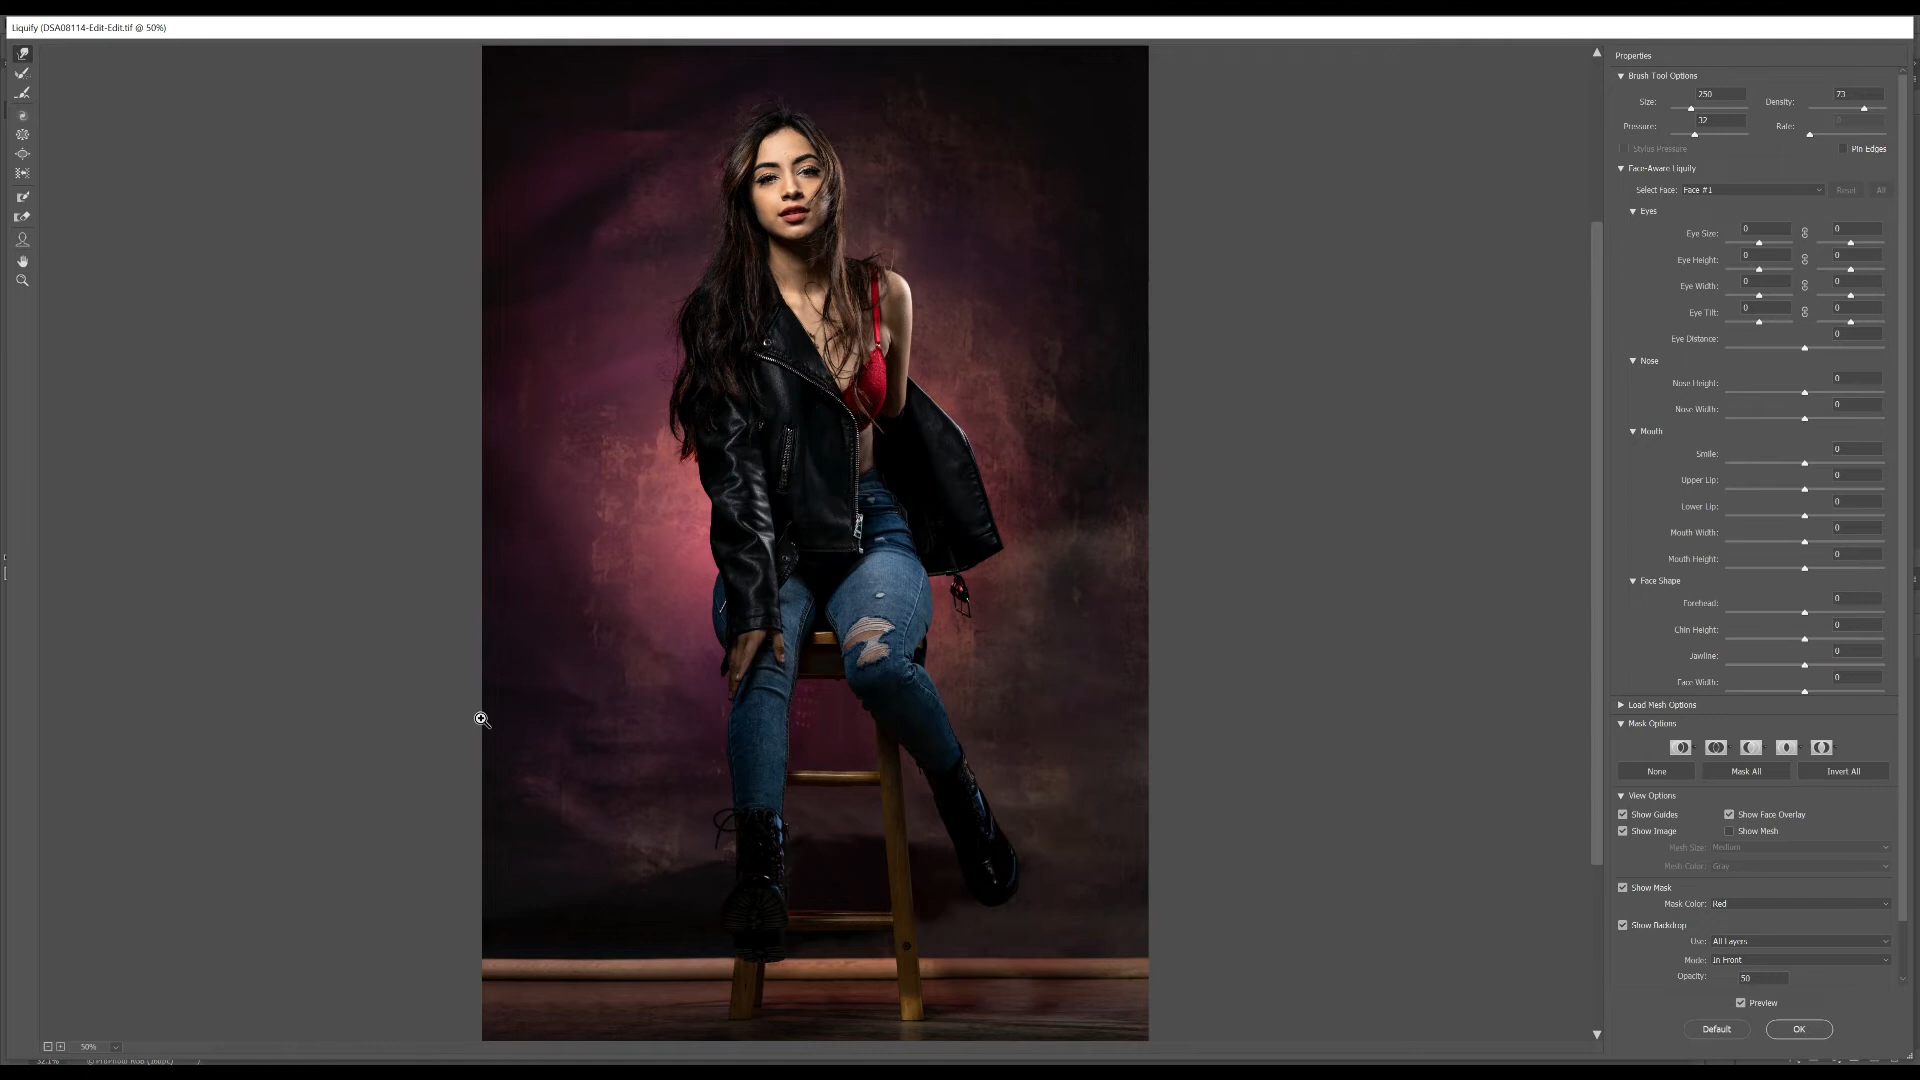 Liquify (DSA08114-Edit-Edit.tif @ 50%)
Properties
Brush Tool Options
Size: 250 Density: 73
Pressure: 32 Rate: 0
Stylus Pressure Pin Edges
Face-Aware Liquify
Select Face: Face #1 Reset All
Eyes
Eye Size: 0 0
Eye Height: 0 0
Eye Width: 0 0
Eye Tilt: 0 0
Eye Distance: 0
Nose
Nose Height: 0
Nose Width: 0
Mouth
Smile: 0
Upper Lip: 0
Lower Lip: 0
Mouth Width: 0
Mouth Height: 0
Face Shape
Forehead: 0
Chin Height: 0
Jawline: 0
Face Width: 0
Load Mesh Options
Mask Options
None Mask All Invert All
View Options
Show Guides Show Face Overlay
Show Image Show Mesh
Mesh Size: Medium
Mesh Color: Gray
Show Mask
Mask Color: Red
Show Backdrop
Use: All Layers
Mode: In Front
Opacity: 50
Preview
Default OK
50%